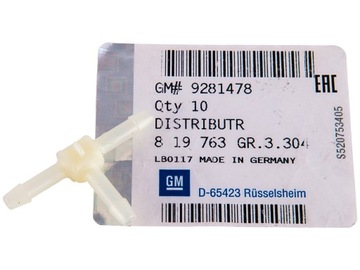 GM# 9281478
Qty 10
DISTRIBUTR
8 19 763 GR.3.304
LB0117 MADE IN GERMANY
GM
D-65423 Rüsselsheim
EAC
S520753405